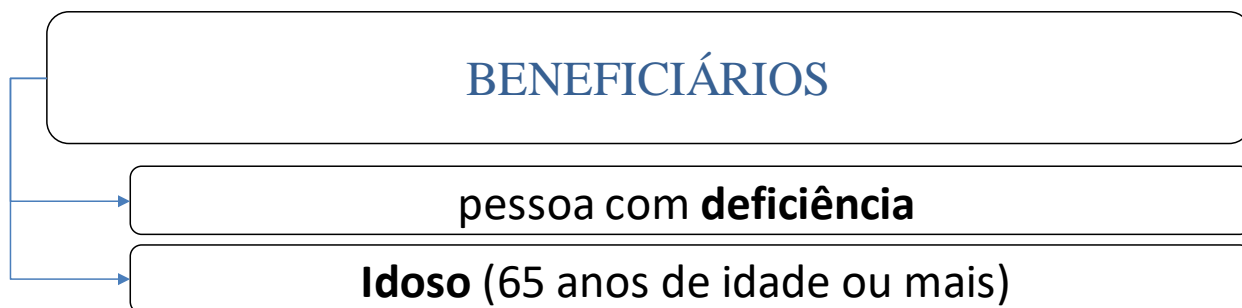 BENEFICIÁRIOS
pessoa com deficiência
Idoso (65 anos de idade ou mais)